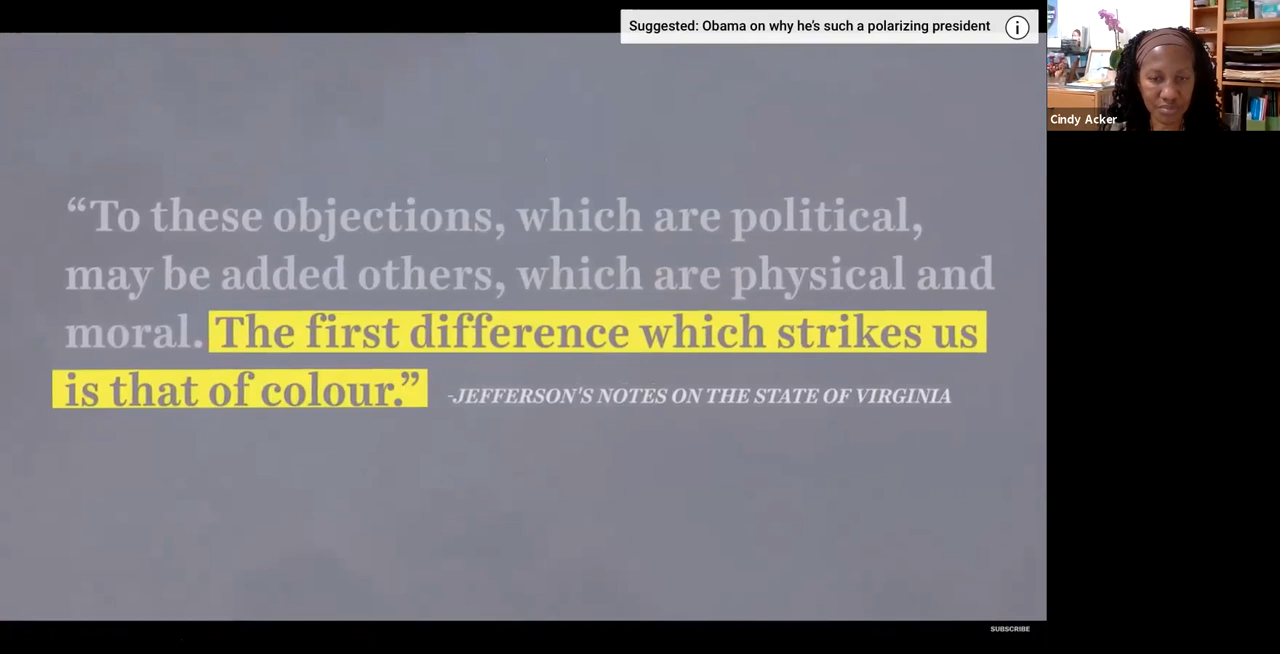 Suggested: Obama on why he's such a polarizing president
Cindy Acker
“To these objections, which are political,
may be added others, which are physical and
moral. The first difference which strikes us
is that of colour.” -JEFFERSON'S NOTES ON THE STATE OF VIRGINIA
SUBSCRIBE